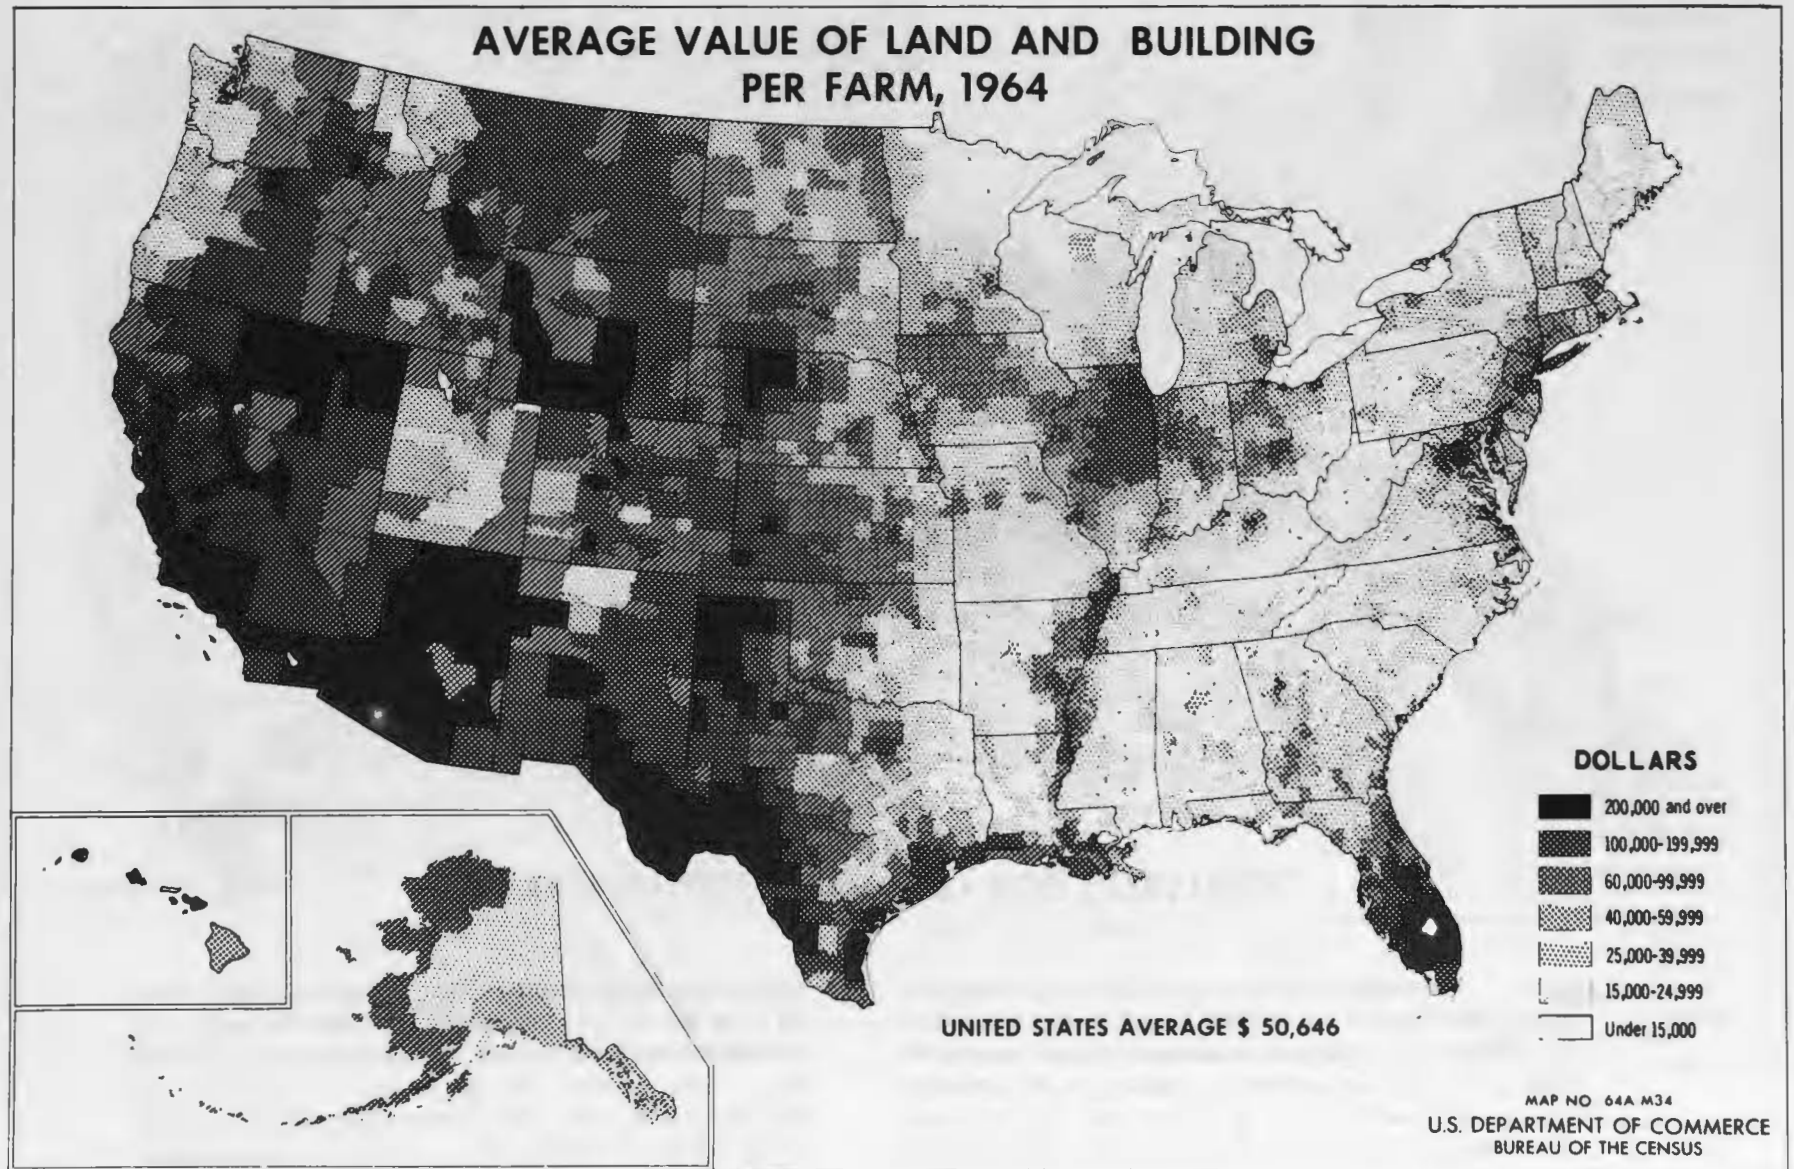 AVERAGE VALUE OF LAND AND BUILDING
PER FARM, 1964
DOLLARS
200,000 and over
100,000-199,999
60,000-99,999
40,000-59,999
25,000-39,999
15,000-24,999
Under 15,000
UNITED STATES AVERAGE $ 50,646
MAP NO 64A M34
U.S. DEPARTMENT OF COMMERCE
BUREAU OF THE CENSUS